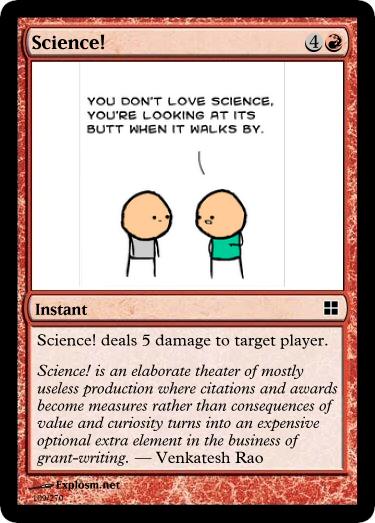 Science! 4
YOU DON'T LOVE SCIENCE,
YOU'RE LOOKING AT ITS
BUTT WHEN IT WALKS BY.
Instant
Science! deals 5 damage to target player.
Science! is an elaborate theater of mostly
useless production where citations and awards
become measures rather than consequences of
value and curiosity turns into an expensive
optional extra element in the business of
grant-writing. — Venkatesh Rao
Explosm.net
109/270